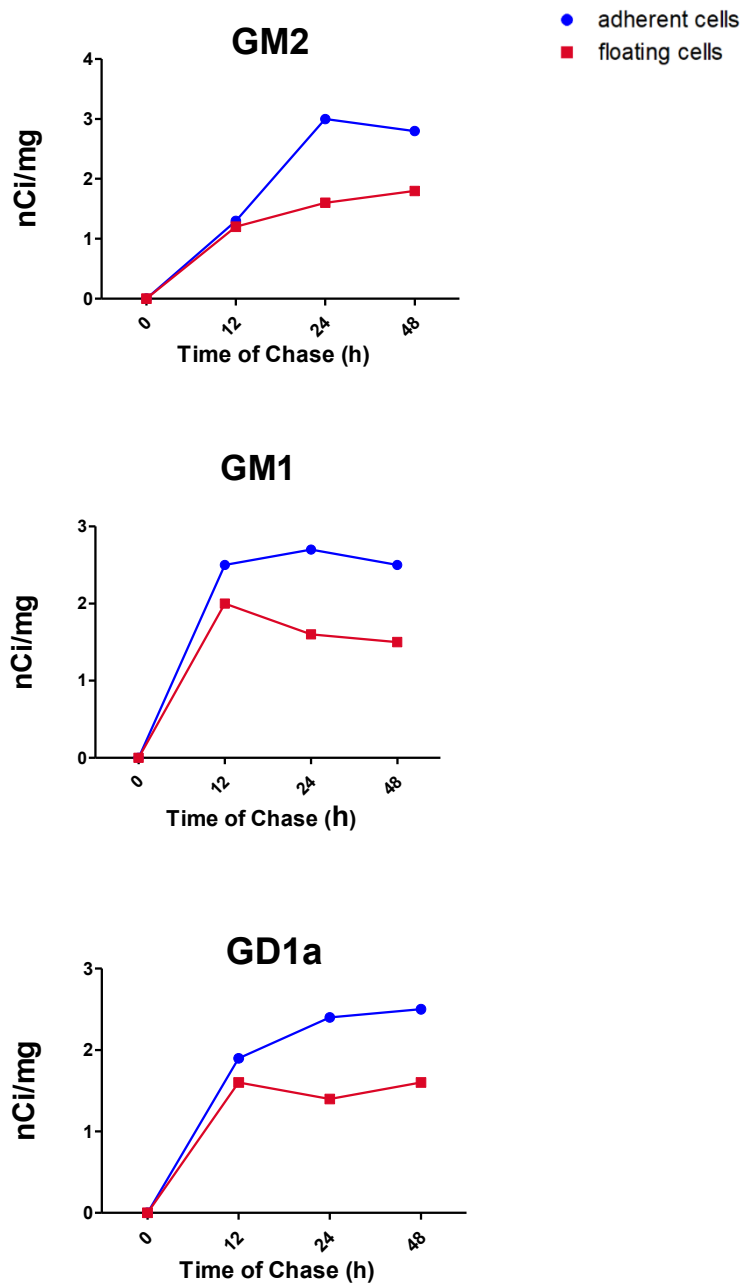 adherent cells
floating cells
GM2
nCi/mg
4
3
2
1
0
0 12 24 48
Time of Chase (h)
GM1
nCi/mg
3
2
1
0
0 12 24 48
Time of Chase (h)
GD1a
nCi/mg
3
2
1
0
0 12 24 48
Time of Chase (h)